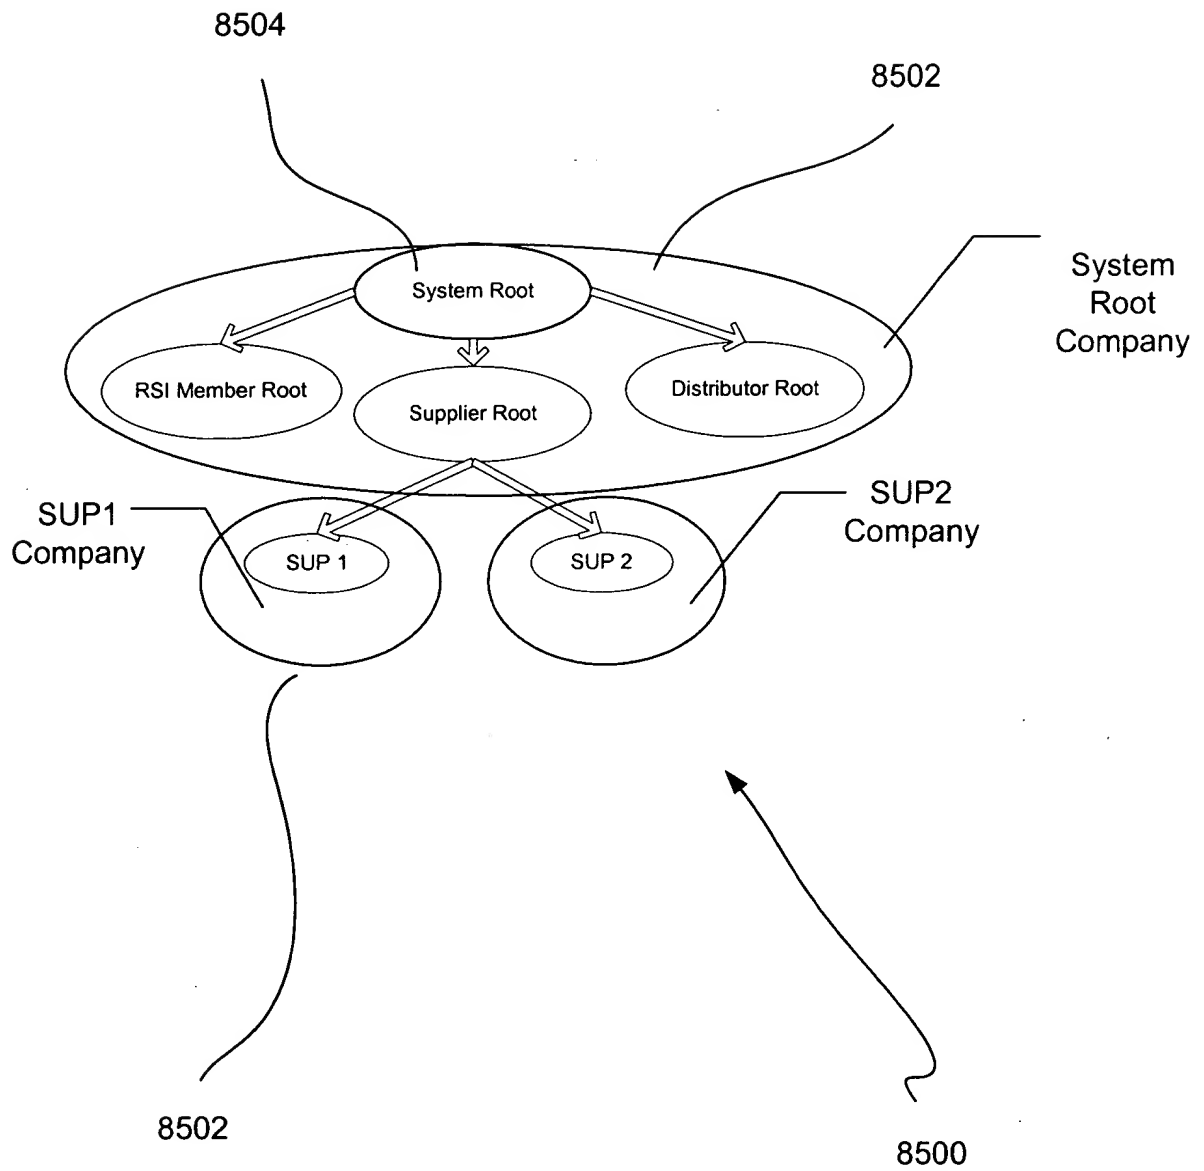 8504
8502
System
Root
Company
System Root
RSI Member Root
Supplier Root
Distributor Root
SUP1
Company
SUP2
Company
SUP 1
SUP 2
8502
8500